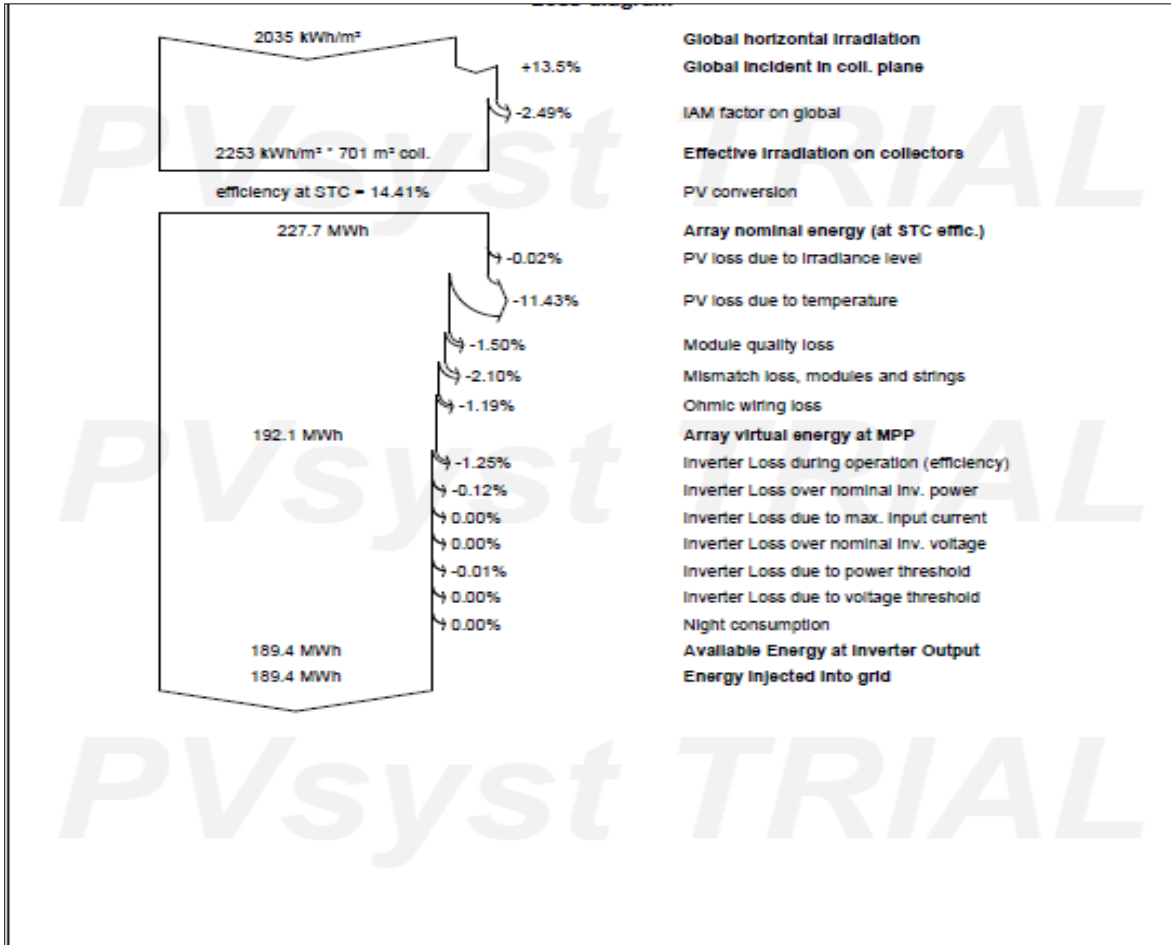 2035 kWh/m² Global horizontal irradiation
+13.5% Global incident in coll. plane
-2.49% IAM factor on global
2253 kWh/m² * 701 m² coll. Effective irradiation on collectors
efficiency at STC = 14.41% PV conversion
227.7 MWh Array nominal energy (at STC effic.)
-0.02% PV loss due to irradiance level
-11.43% PV loss due to temperature
-1.50% Module quality loss
-2.10% Mismatch loss, modules and strings
-1.19% Ohmic wiring loss
192.1 MWh Array virtual energy at MPP
-1.25% Inverter Loss during operation (efficiency)
-0.12% Inverter Loss over nominal inv. power
0.00% Inverter Loss due to max. input current
0.00% Inverter Loss over nominal inv. voltage
-0.01% Inverter Loss due to power threshold
0.00% Inverter Loss due to voltage threshold
0.00% Night consumption
189.4 MWh Available Energy at Inverter Output
189.4 MWh Energy injected into grid
PVsyst TRIAL
PVsyst TRIAL
PVsyst TRIAL